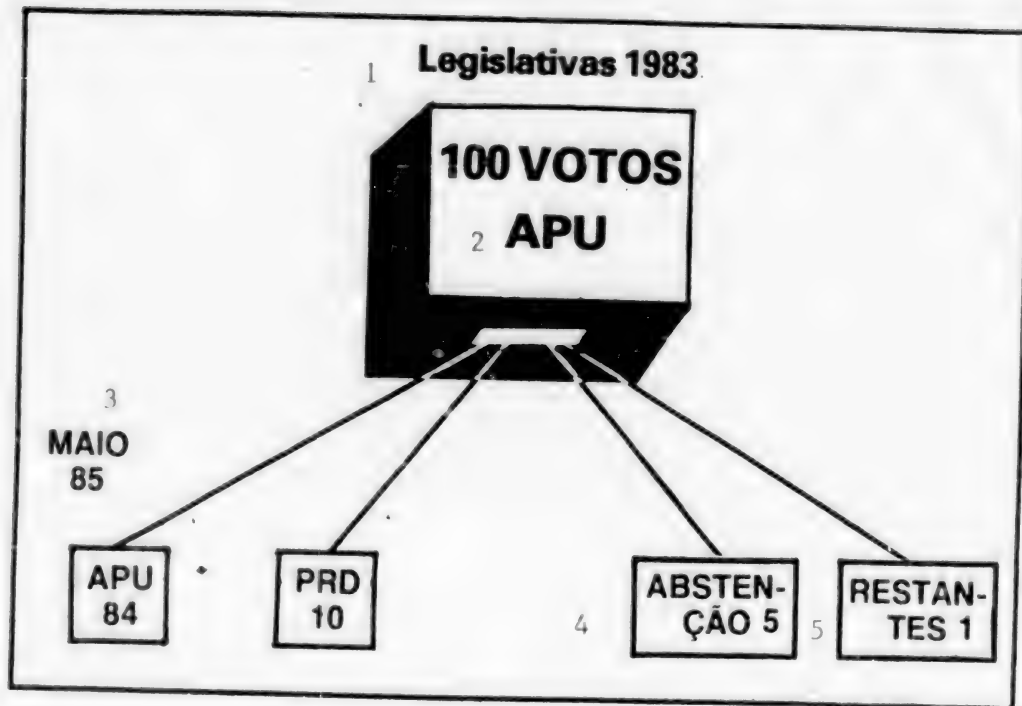 1 Legislativas 1983
100 VOTOS
2 APU
3
MAIO
85
APU
84
PRD
10
4 ABSTEN-
ÇÃO 5
5 RESTAN-
TES 1